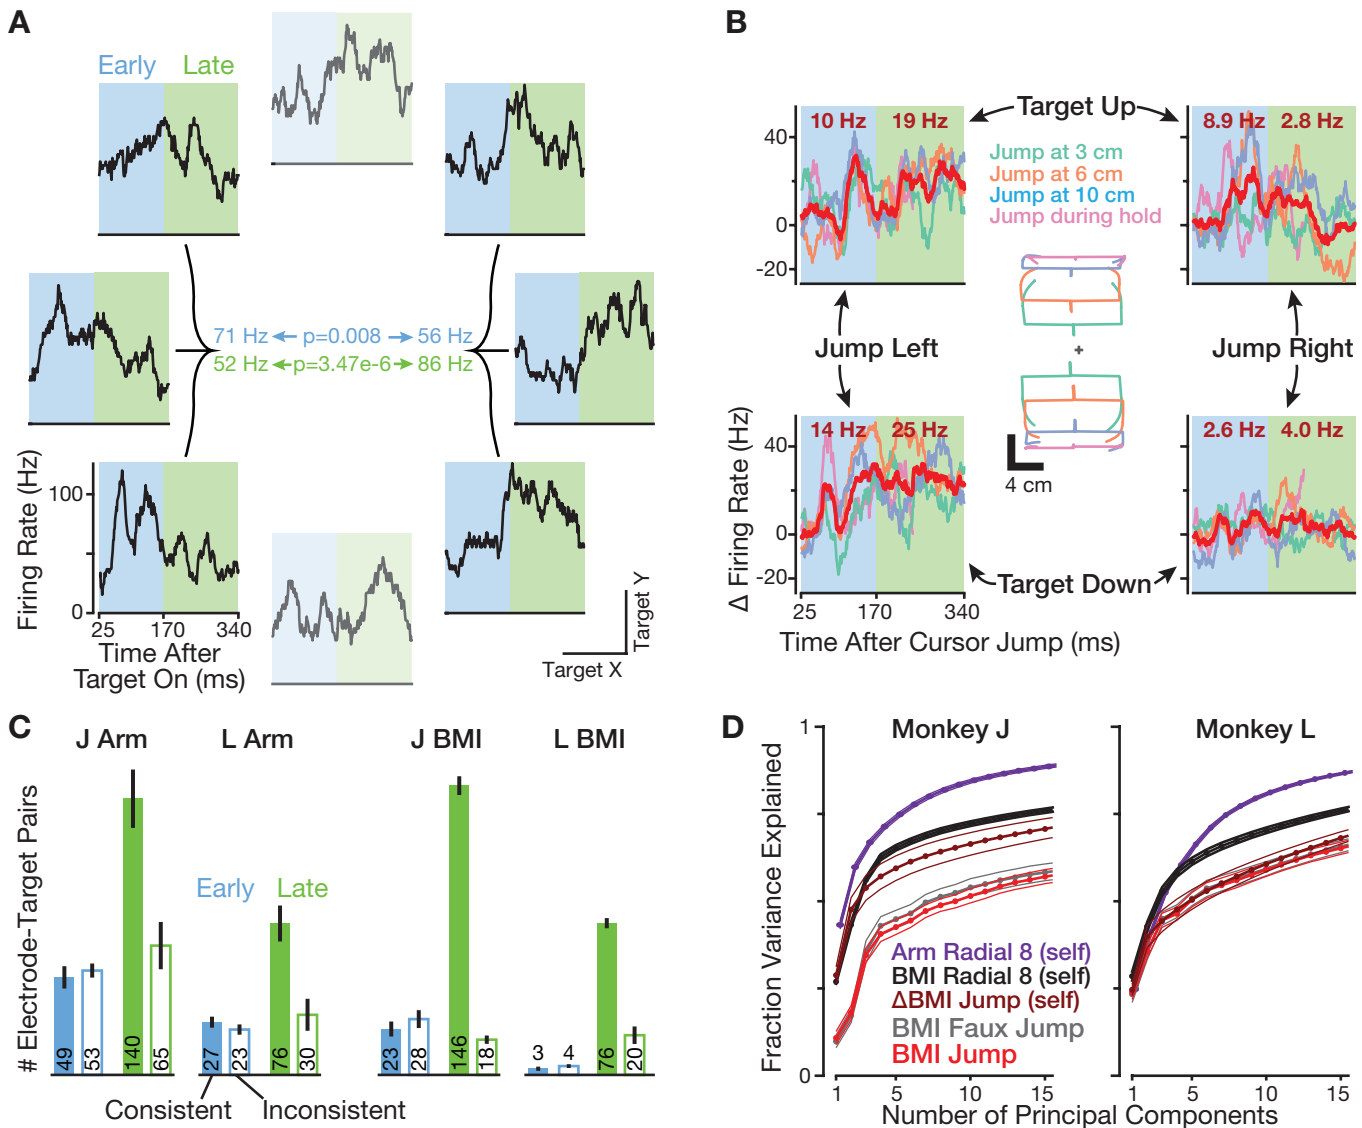 A
Early
Late
71 Hz
p=0.008
56 Hz
52 Hz
p=3.47e-6
86 Hz
Firing Rate (Hz)
100
0
25
170
340
Time After
Target On (ms)
Target X
Target Y
B
Target Up
10 Hz
19 Hz
8.9 Hz
2.8 Hz
40
0
-20
Jump at 3 cm
Jump at 6 cm
Jump at 10 cm
Jump during hold
Jump Left
Jump Right
+
4 cm
14 Hz
25 Hz
2.6 Hz
4.0 Hz
40
0
-20
Δ Firing Rate (Hz)
Target Down
25
170
340
Time After Cursor Jump (ms)
C
J Arm
L Arm
J BMI
L BMI
# Electrode-Target Pairs
Early
Late
49
53
140
65
27
23
76
30
23
28
146
18
3
4
76
20
Consistent
Inconsistent
D
Monkey J
Monkey L
Fraction Variance Explained
1
0
Arm Radial 8 (self)
BMI Radial 8 (self)
ΔBMI Jump (self)
BMI Faux Jump
BMI Jump
1
5
10
15
1
5
10
15
Number of Principal Components